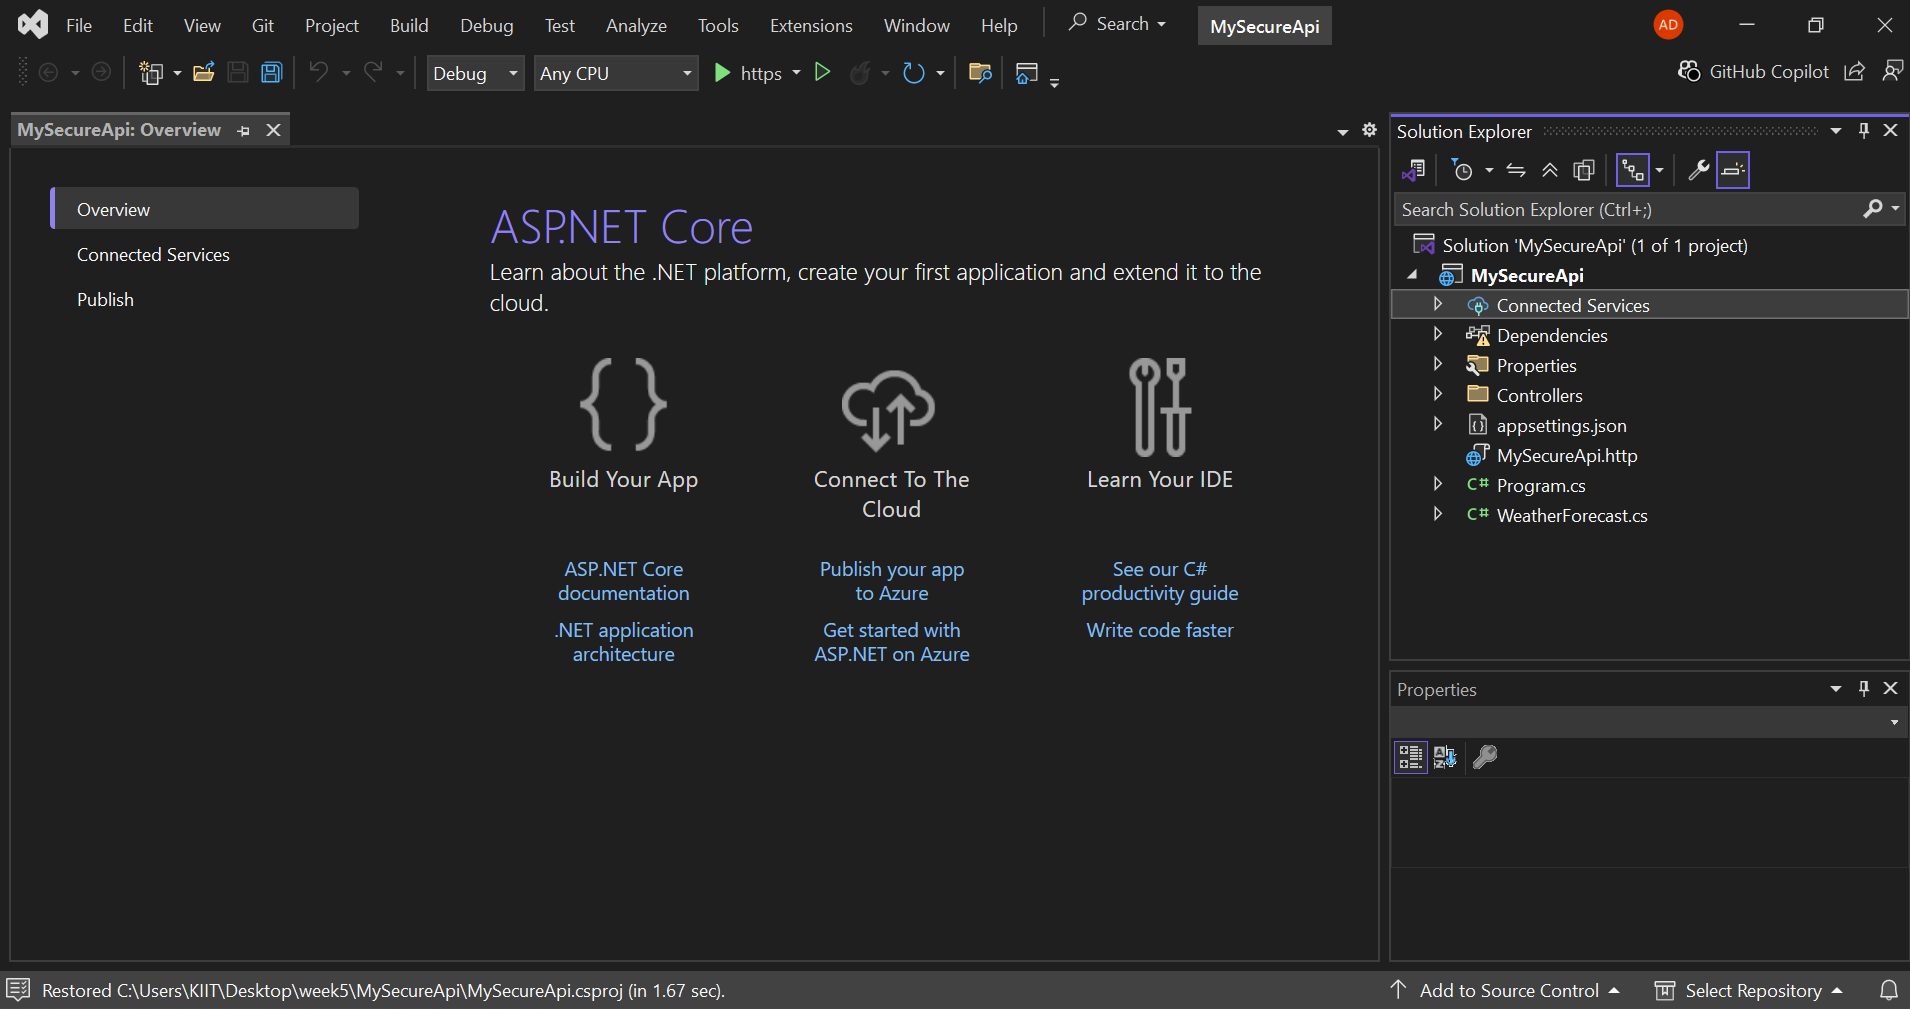 File Edit View Git Project Build Debug Test Analyze Tools Extensions Window Help Search MySecureApi AD
Debug Any CPU https GitHub Copilot
MySecureApi: Overview
Overview
Connected Services
Publish
ASP.NET Core
Learn about the .NET platform, create your first application and extend it to the
cloud.
Build Your App
ASP.NET Core
documentation
.NET application
architecture
Connect To The
Cloud
Publish your app
to Azure
Get started with
ASP.NET on Azure
Learn Your IDE
See our C#
productivity guide
Write code faster
Solution Explorer
Search Solution Explorer (Ctrl+;)
Solution 'MySecureApi' (1 of 1 project)
MySecureApi
Connected Services
Dependencies
Properties
Controllers
appsettings.json
MySecureApi.http
C# Program.cs
C# WeatherForecast.cs
Properties
Restored C:\Users\KIIT\Desktop\week5\MySecureApi\MySecureApi.csproj (in 1.67 sec). Add to Source Control Select Repository